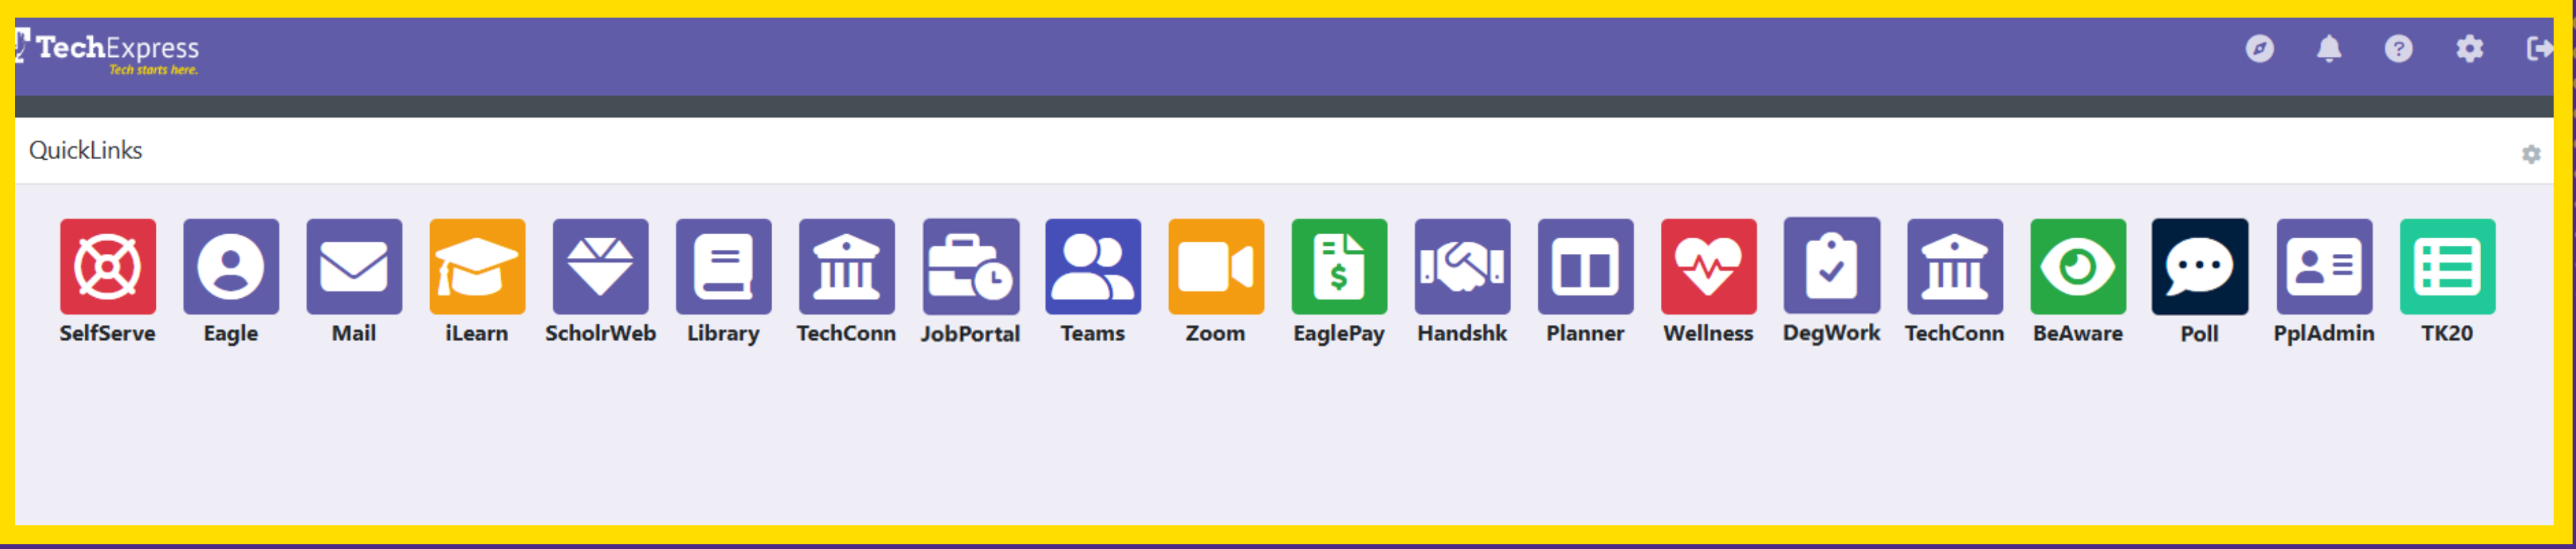 TechExpress
Tech starts here.
QuickLinks
SelfServe Eagle Mail iLearn ScholrWeb Library TechConn JobPortal Teams Zoom EaglePay Handshk Planner Wellness DegWork TechConn BeAware Poll PplAdmin TK20